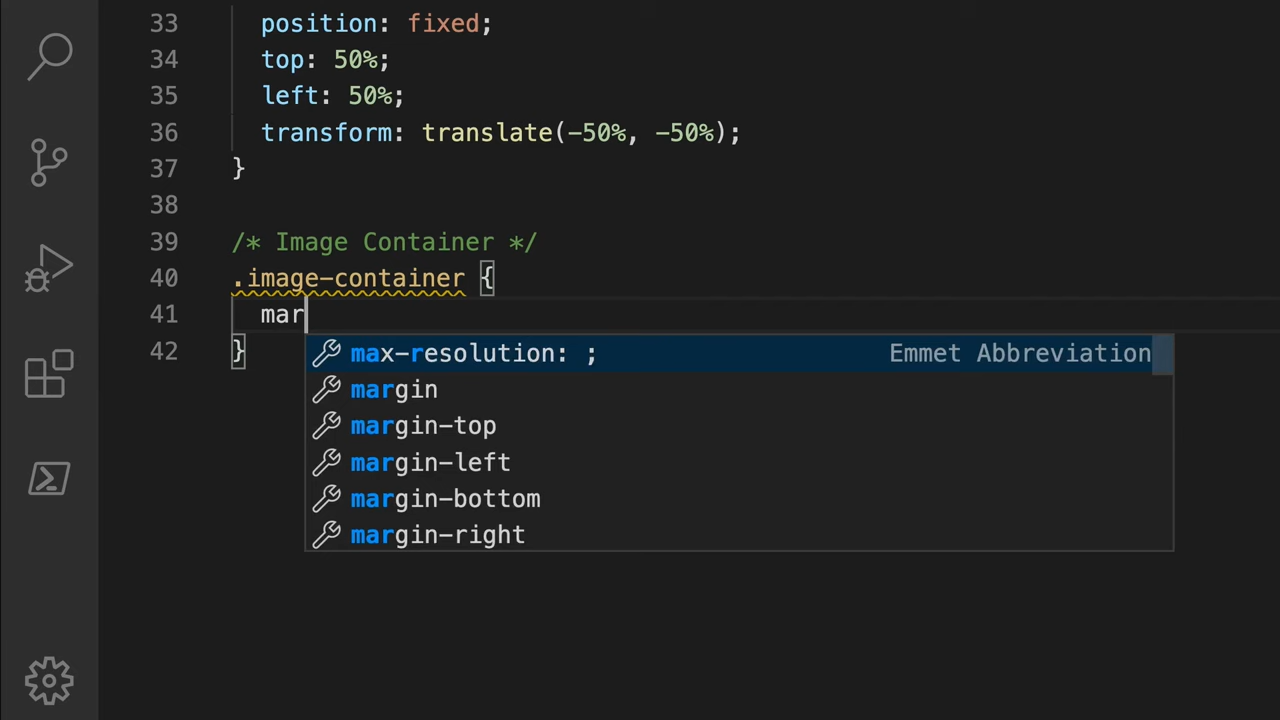 33 position: fixed;
34 top: 50%;
35 left: 50%;
36 transform: translate(-50%, -50%);
37 }
38
39 /* Image Container */
40 .image-container {
41 mar
42 }
max-resolution: ; Emmet Abbreviation
margin
margin-top
margin-left
margin-bottom
margin-right